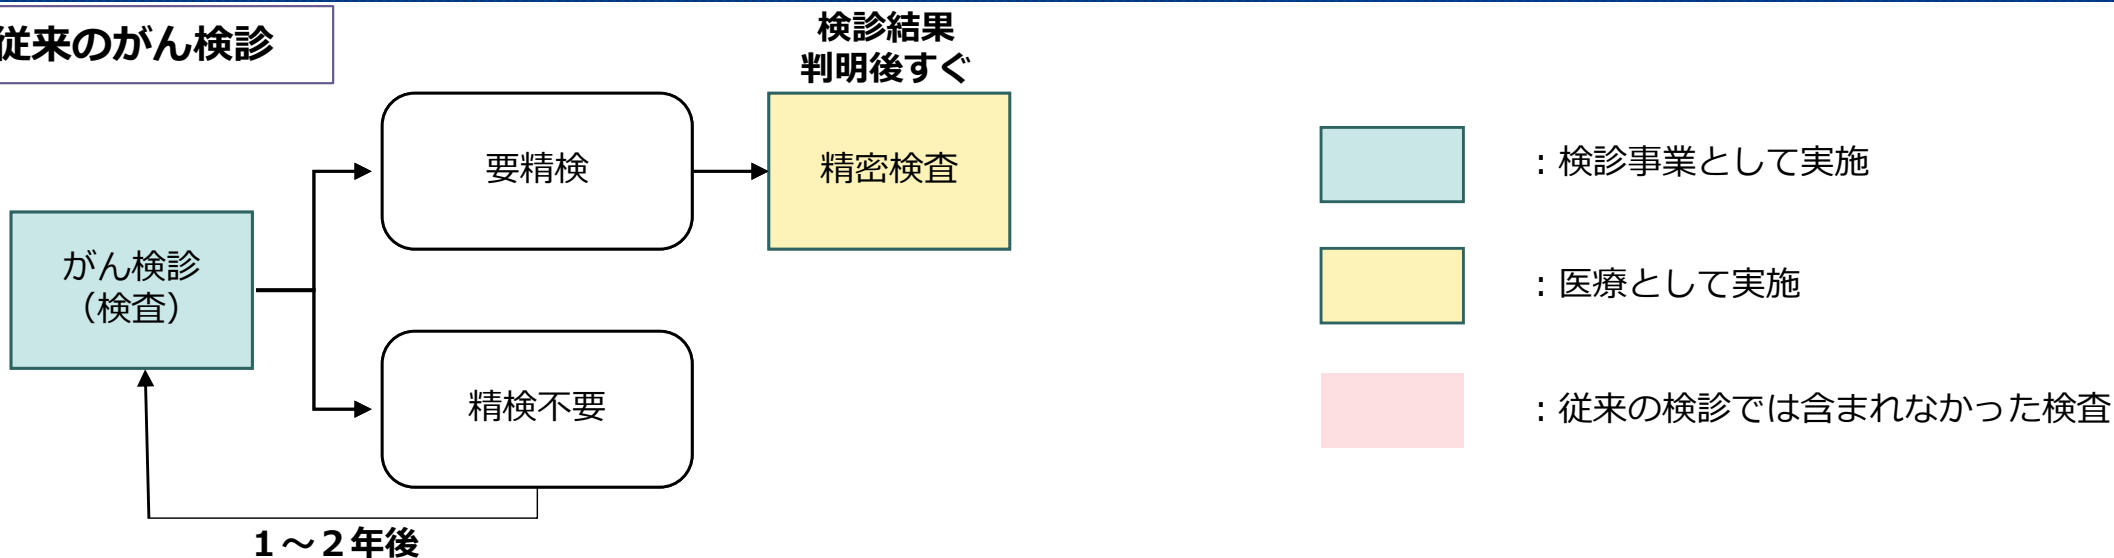 従来のがん検診
検診結果
判明後すぐ
要精検
精密検査
がん検診
（検査）
精検不要
１～２年後
：検診事業として実施
：医療として実施
：従来の検診では含まれなかった検査